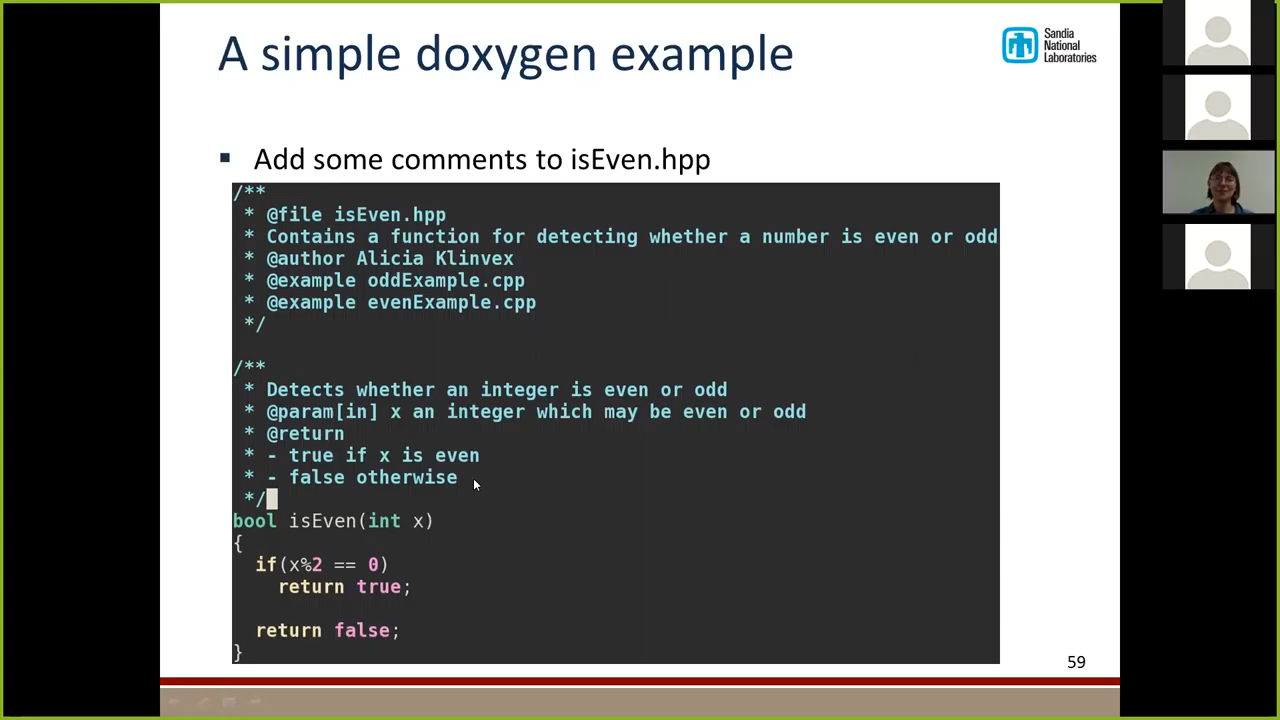 A simple doxygen example
Sandia
National
Laboratories
▪ Add some comments to isEven.hpp
/**
 * @file isEven.hpp
 * Contains a function for detecting whether a number is even or odd
 * @author Alicia Klinvex
 * @example oddExample.cpp
 * @example evenExample.cpp
 */
/**
 * Detects whether an integer is even or odd
 * @param[in] x an integer which may be even or odd
 * @return
 * - true if x is even
 * - false otherwise
 */
bool isEven(int x)
{
  if(x%2 == 0)
    return true;
  return false;
}
59